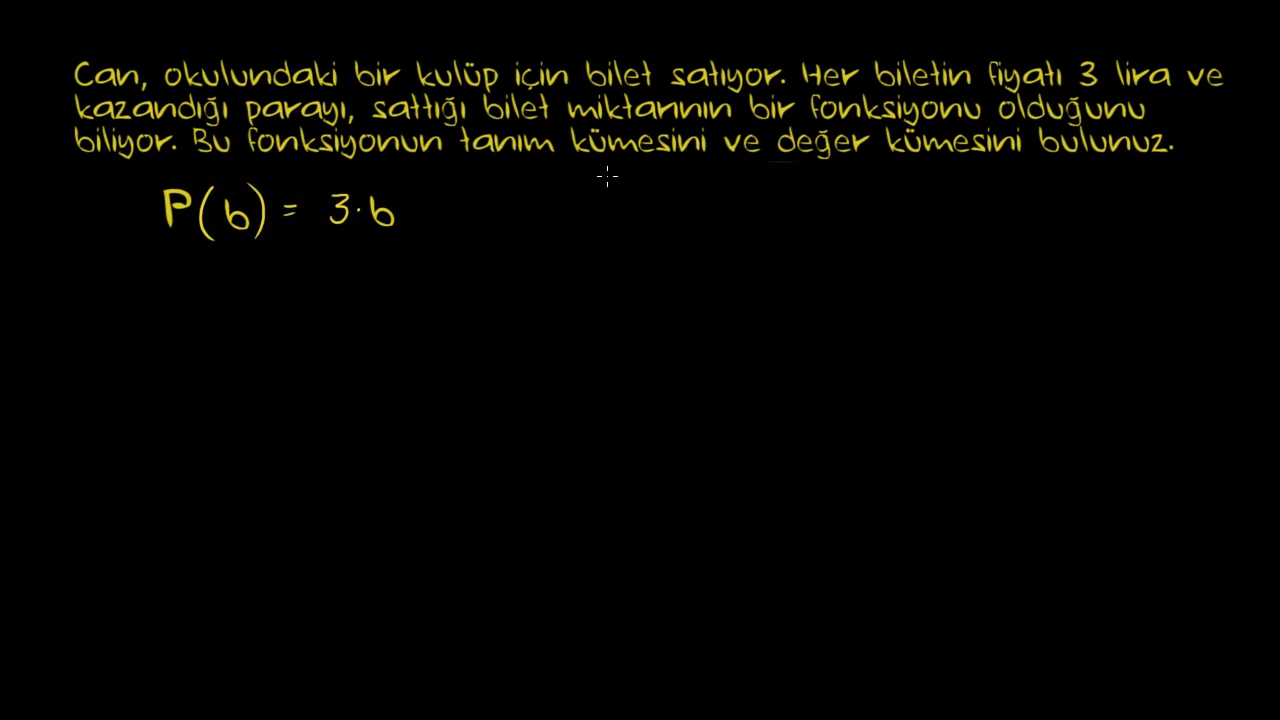 Can, okulundaki bir kulüp için bilet satıyor. Her biletin fiyatı 3 lira ve
kazandığı parayı, sattığı bilet miktarının bir fonksiyonu olduğunu
biliyor. Bu fonksiyonun tanım kümesini ve değer kümesini bulunuz.
P(b) = 3·b